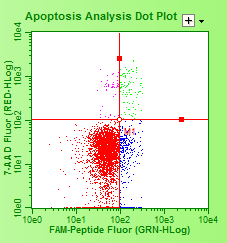 Apoptosis Analysis Dot Plot
7-AAD Fluor (RED-HLog)
10e4
10e3
10e2
10e1
10e0
10e0
10e1
10e2
10e3
10e4
FAM-Peptide Fluor (GRN-HLog)